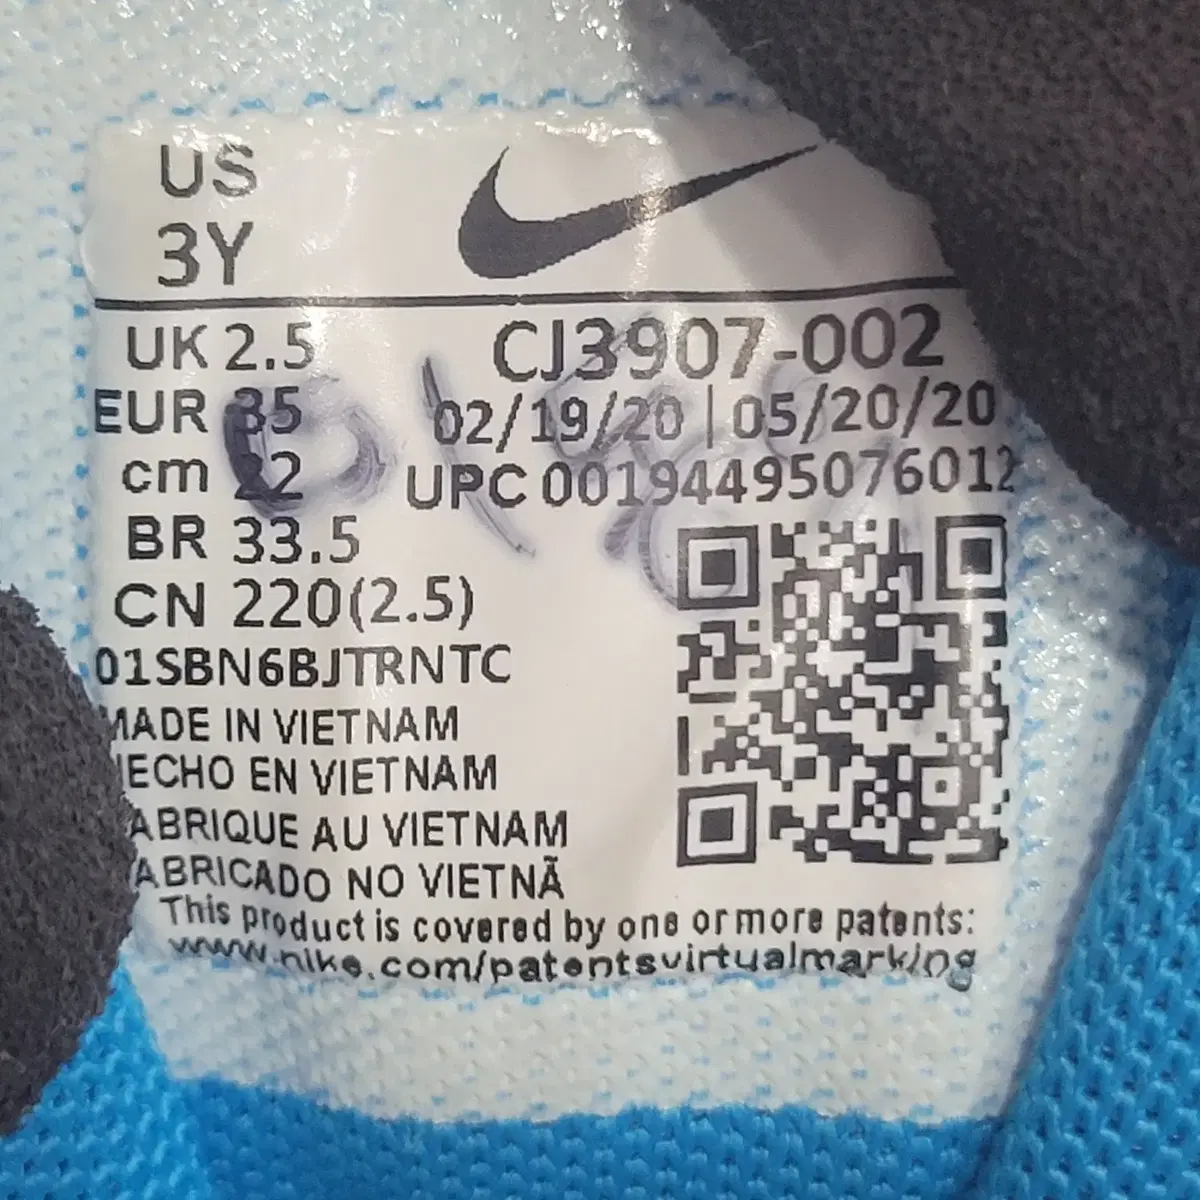 US
3Y
UK 2.5
EUR 35
cm 22
BR 33.5
CN 220(2.5)
01SBN6BJTRNTC
CJ3907-002
02/19/20 | 05/20/20
UPC 00194495076012
MADE IN VIETNAM
HECHO EN VIETNAM
FABRIQUE AU VIETNAM
FABRICADO NO VIETNÃ
This product is covered by one or more patents:
www.nike.com/patentsvirtualmarking